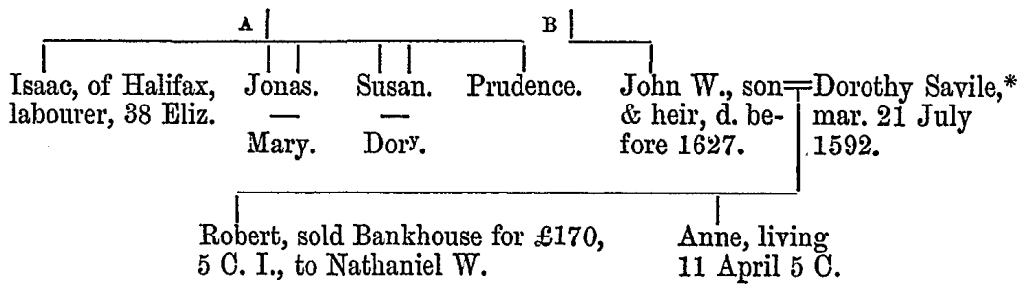 A B
Isaac, of Halifax,
labourer, 38 Eliz.
Jonas.
—
Mary.
Susan.
—
Doryy.
Prudence.
John W., son
& heir, d. be-
fore 1627.
Dorothy Savile,*
mar. 21 July
1592.
Robert, sold Bankhouse for £170,
5 C. I., to Nathaniel W.
Anne, living
11 April 5 C.